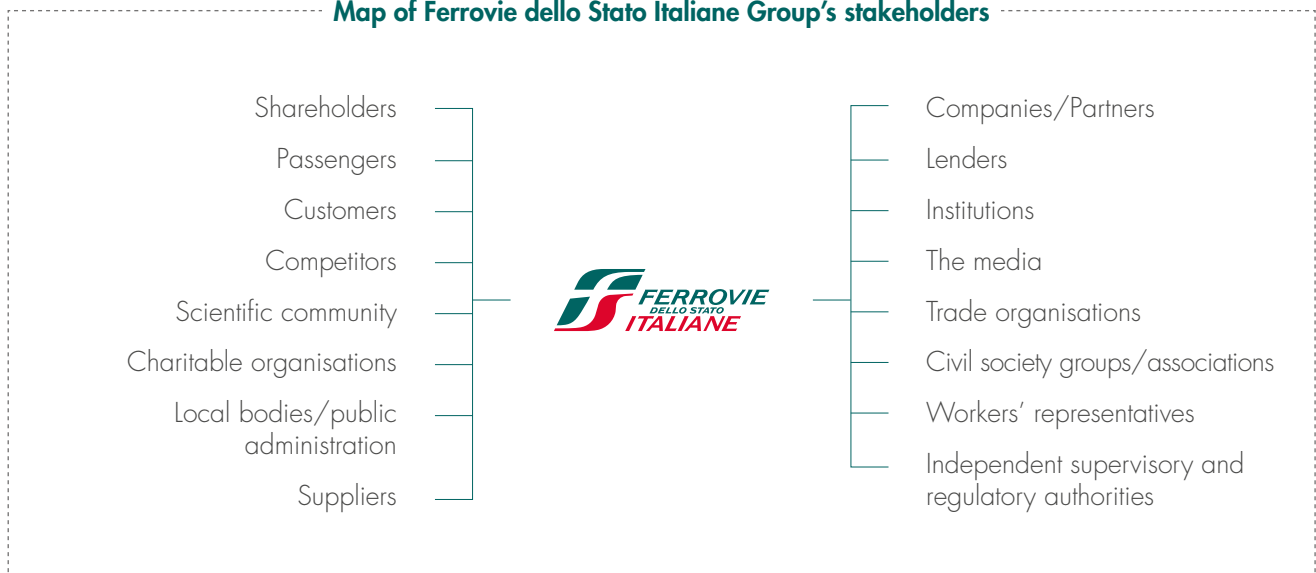 Map of Ferrovie dello Stato Italiane Group's stakeholders
Shareholders
Passengers
Customers
Competitors
Scientific community
Charitable organisations
Local bodies/public
administration
Suppliers
FERROVIE
DELLO STATO
ITALIANE
Companies/Partners
Lenders
Institutions
The media
Trade organisations
Civil society groups/associations
Workers' representatives
Independent supervisory and
regulatory authorities